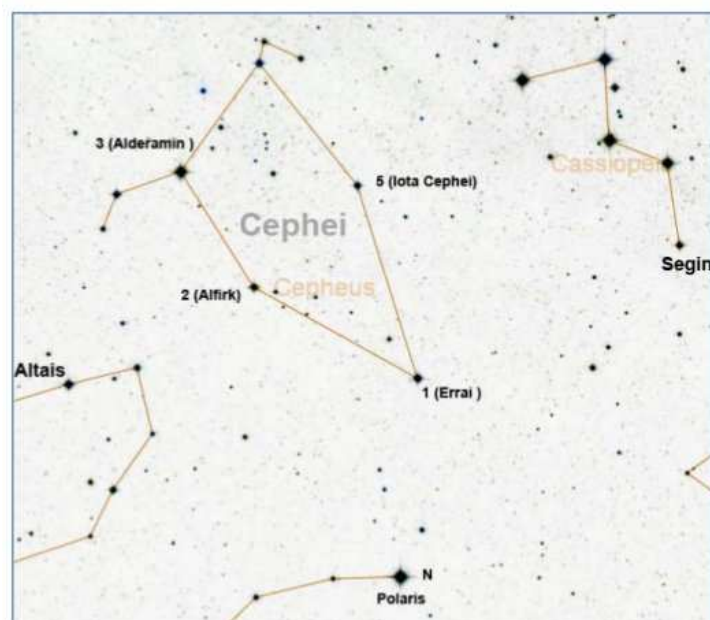 3 (Alderamin )
Cassiopei
5 (Iota Cephei)
Cephei
Segin
2 (Alfirk)
Cepheus
Altais
1 (Errai )
N
Polaris